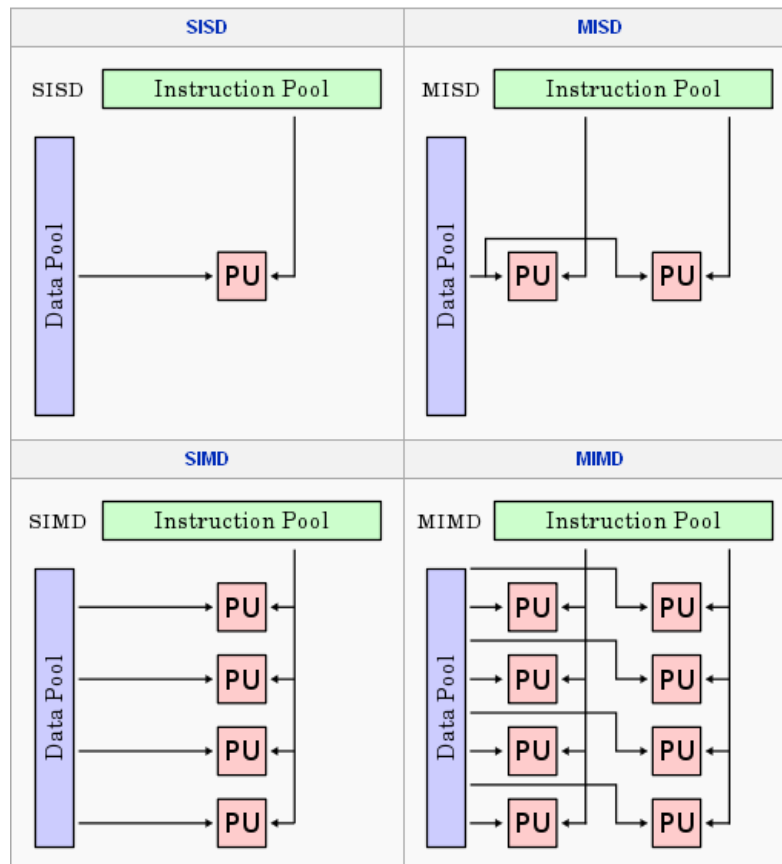 SISD
MISD
SISD
Instruction Pool
Data Pool
PU
MISD
Instruction Pool
Data Pool
PU
PU
SIMD
MIMD
SIMD
Instruction Pool
Data Pool
PU
PU
PU
PU
MIMD
Instruction Pool
Data Pool
PU
PU
PU
PU
PU
PU
PU
PU